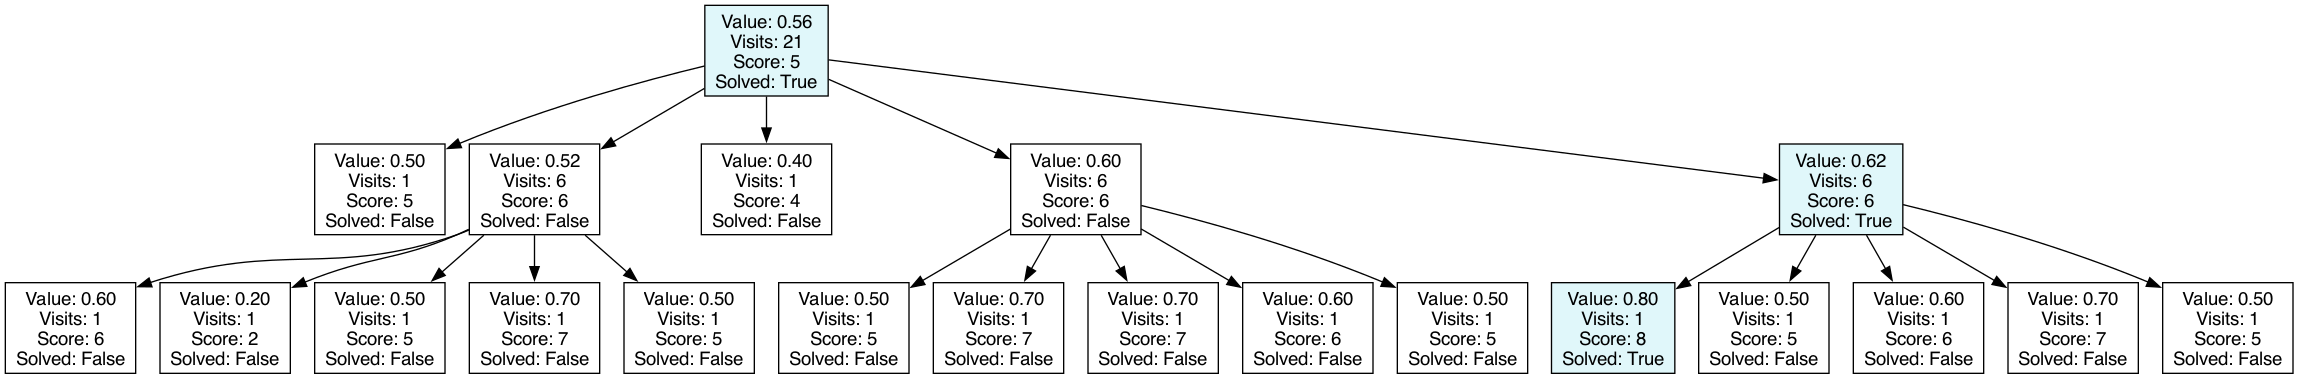 Value: 0.56
Visits: 21
Score: 5
Solved: True
Value: 0.50
Visits: 1
Score: 5
Solved: False
Value: 0.52
Visits: 6
Score: 6
Solved: False
Value: 0.40
Visits: 1
Score: 4
Solved: False
Value: 0.60
Visits: 6
Score: 6
Solved: False
Value: 0.62
Visits: 6
Score: 6
Solved: True
Value: 0.60
Visits: 1
Score: 6
Solved: False
Value: 0.20
Visits: 1
Score: 2
Solved: False
Value: 0.50
Visits: 1
Score: 5
Solved: False
Value: 0.70
Visits: 1
Score: 7
Solved: False
Value: 0.50
Visits: 1
Score: 5
Solved: False
Value: 0.50
Visits: 1
Score: 5
Solved: False
Value: 0.70
Visits: 1
Score: 7
Solved: False
Value: 0.70
Visits: 1
Score: 7
Solved: False
Value: 0.60
Visits: 1
Score: 6
Solved: False
Value: 0.50
Visits: 1
Score: 5
Solved: False
Value: 0.80
Visits: 1
Score: 8
Solved: True
Value: 0.50
Visits: 1
Score: 5
Solved: False
Value: 0.60
Visits: 1
Score: 6
Solved: False
Value: 0.70
Visits: 1
Score: 7
Solved: False
Value: 0.50
Visits: 1
Score: 5
Solved: False